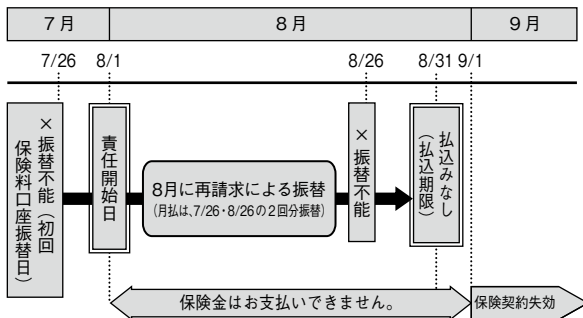 7月
8月
9月
7/26
8/1
8/26
8/31
9/1
×振替不能（初回
保険料口座振替日）
責任開始日
8月に再請求による振替
(月払は、7/26・8/26の2回分振替)
×振替不能
払込みなし
（払込期限）
保険金はお支払いできません。
保険契約失効